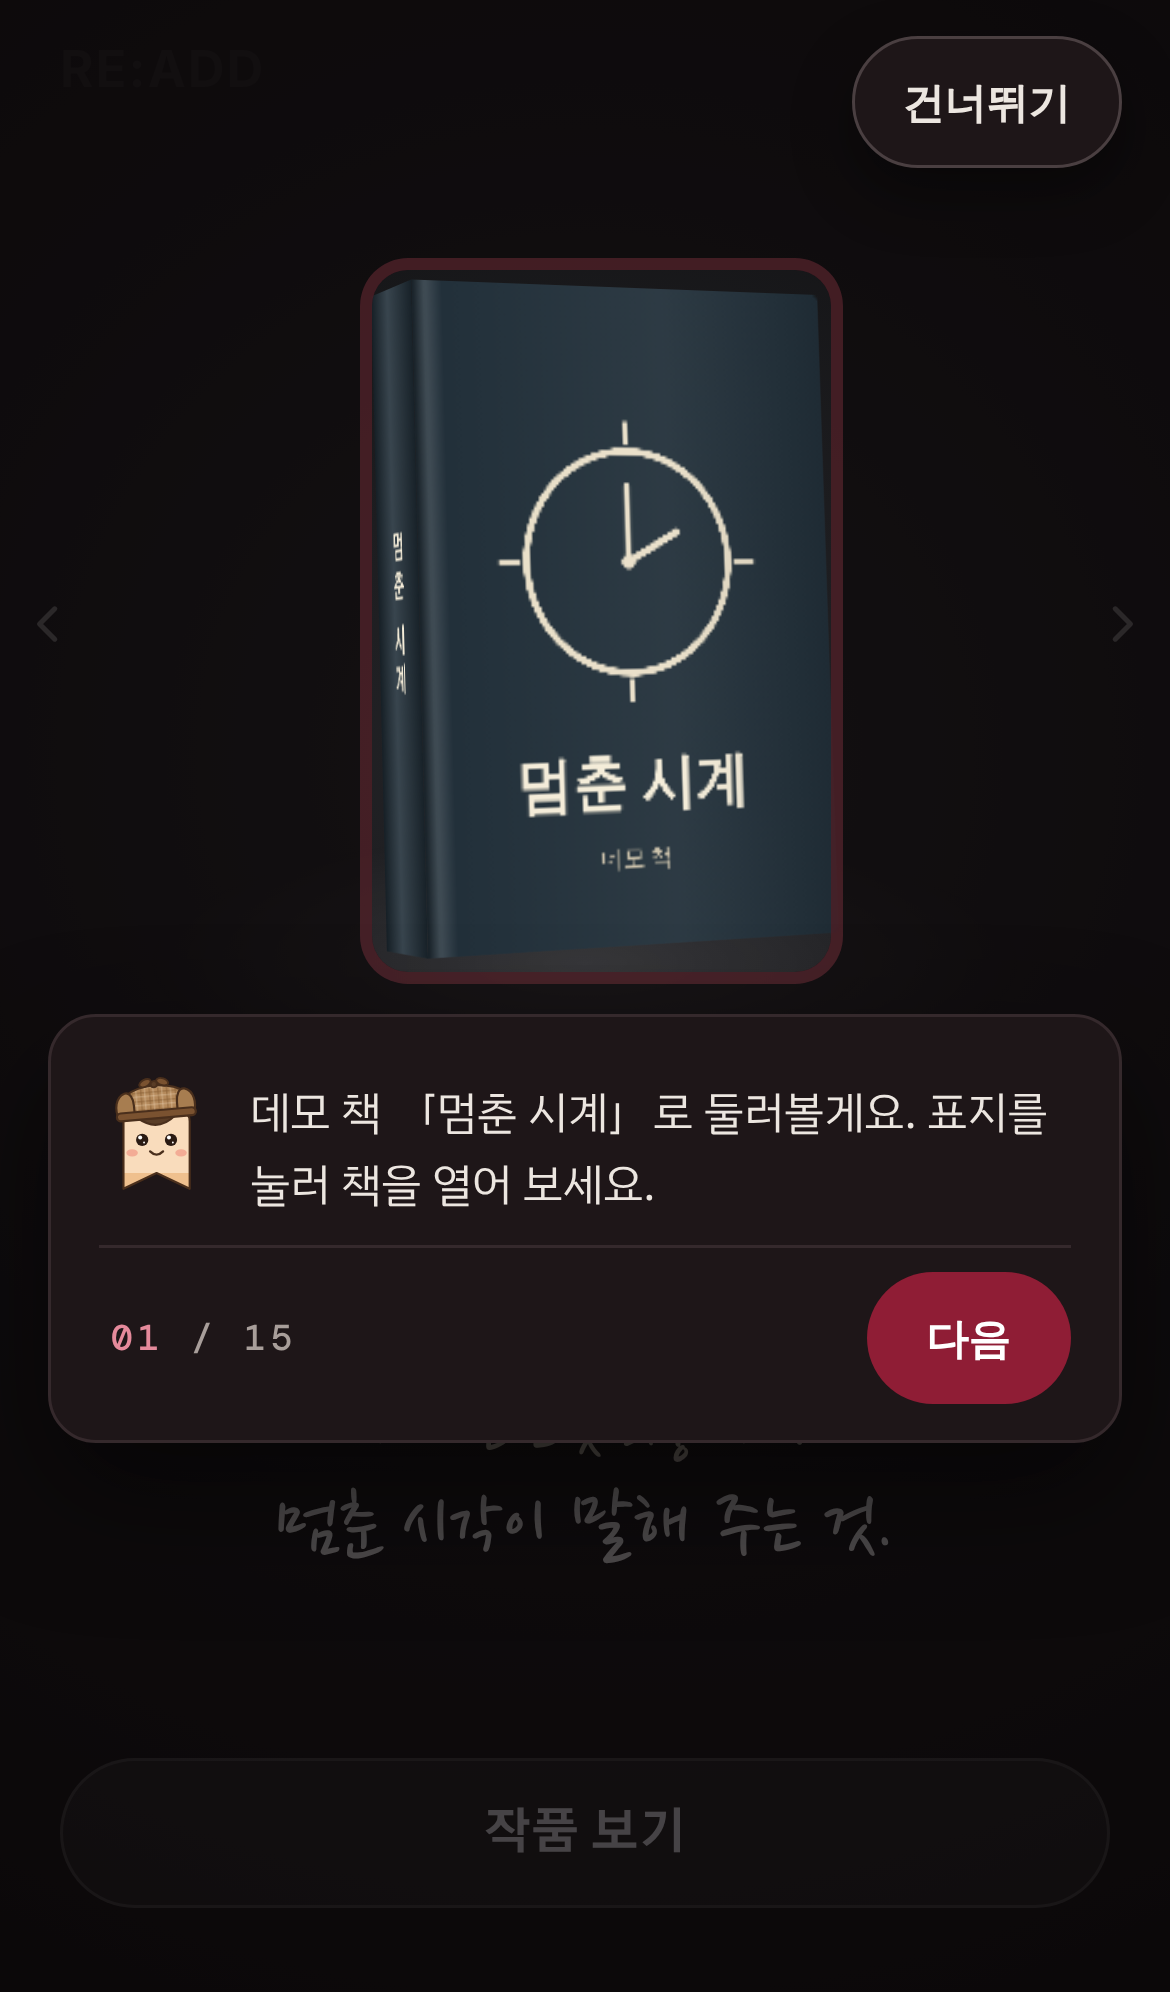 RE:ADD
건너뛰기
멈춘 시계
멈춘 시계
데모 책
데모 책 「멈춘 시계」 로 둘러볼게요. 표지를
눌러 책을 열어 보세요.
01 / 15
다음
멈춘 시각이 말해 주는 것.
작품 보기